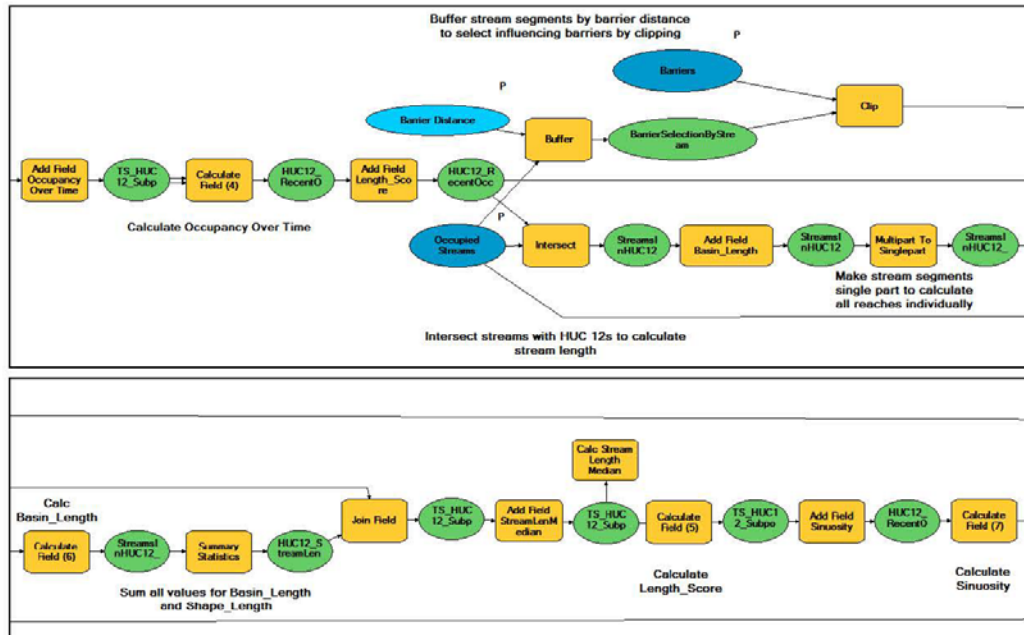 Buffer stream segments by barrier distance
to select influencing barriers by clipping
P
Barriers
P
Clip
Barrier Distance
Buffer
BarrierSelectionByStre
am
Add Field
Occupancy
Over Time
TS_HUC
12_Subp
Calculate
Field (4)
HUC12_
RecentO
Add Field
Length_Sco
re
HUC12_R
ecentOcc
Calculate Occupancy Over Time
P
Occupied
Streams
Intersect
StreamsI
nHUC12
Add Field
Basin_Length
StreamsI
nHUC12
Multipart To
Singlepart
StreamsI
nHUC12_
Make stream segments
single part to calculate
all reaches individually
Intersect streams with HUC 12s to calculate
stream length
Calc Stream
Length
Median
Calc
Basin_Length
Join Field
TS_HUC
12_Subp
Add Field
StreamLenM
edian
TS_HUC
12_Subp
Calculate
Field (5)
TS_HUC1
2_Subpo
Add Field
Sinuosity
HUC12_
RecentO
Calculate
Field (7)
Calculate
Field (6)
StreamsI
nHUC12_
Summary
Statistics
HUC12_S
treamLen
Sum all values for Basin_Length
and Shape_Length
Calculate
Length_Score
Calculate
Sinuosity